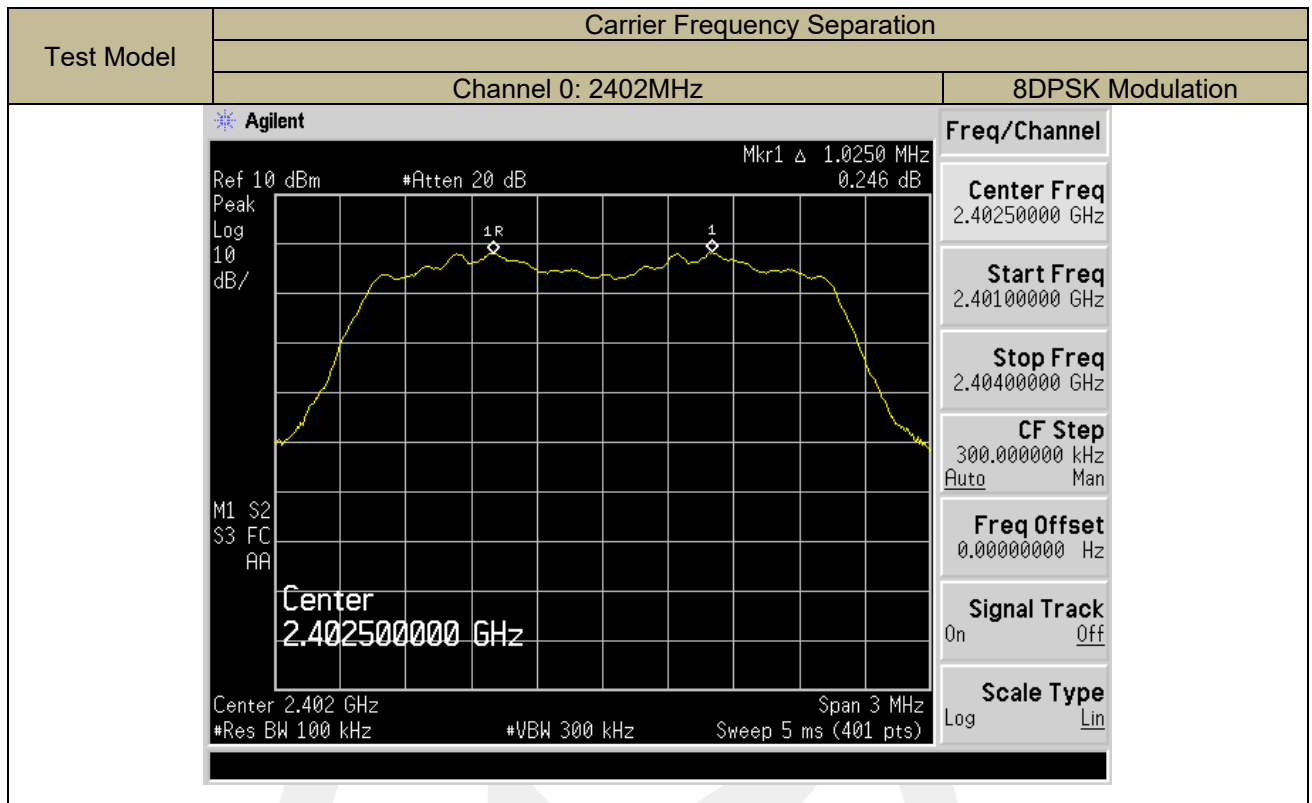 Test Model
Carrier Frequency Separation
Channel 0: 2402MHz
8DPSK Modulation
Agilent
Freq/Channel
Mkr1 Δ 1.0250 MHz
Ref 10 dBm #Atten 20 dB 0.246 dB
Peak
Log
10
dB/
1R
1
M1 S2
S3 FC
AA
Center
2.402500000 GHz
Center 2.402 GHz Span 3 MHz
#Res BW 100 kHz #VBW 300 kHz Sweep 5 ms (401 pts)
Center Freq
2.40250000 GHz
Start Freq
2.40100000 GHz
Stop Freq
2.40400000 GHz
CF Step
300.000000 kHz
Auto Man
Freq Offset
0.00000000 Hz
Signal Track
On Off
Scale Type
Log Lin